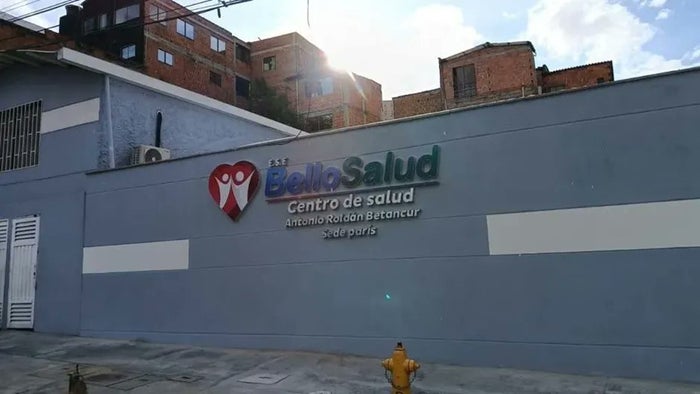 E.S.E
BelloSalud
Centro de salud
Antonio Roldán Betancur
Sede parís